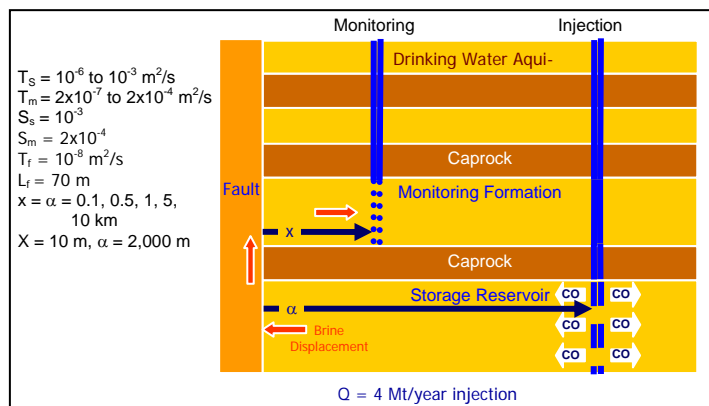 Monitoring
Injection
T_S = 10^-6 to 10^-3 m^2/s
T_m = 2x10^-7 to 2x10^-4 m^2/s
S_s = 10^-3
S_m = 2x10^-4
T_f = 10^-8 m^2/s
L_f = 70 m
x = α = 0.1, 0.5, 1, 5,
10 km
X = 10 m, α = 2,000 m
Drinking Water Aqui-
Caprock
Fault
Monitoring Formation
x
Caprock
Storage Reservoir
CO CO
α
Brine
Displacement
CO CO
CO CO
Q = 4 Mt/year injection